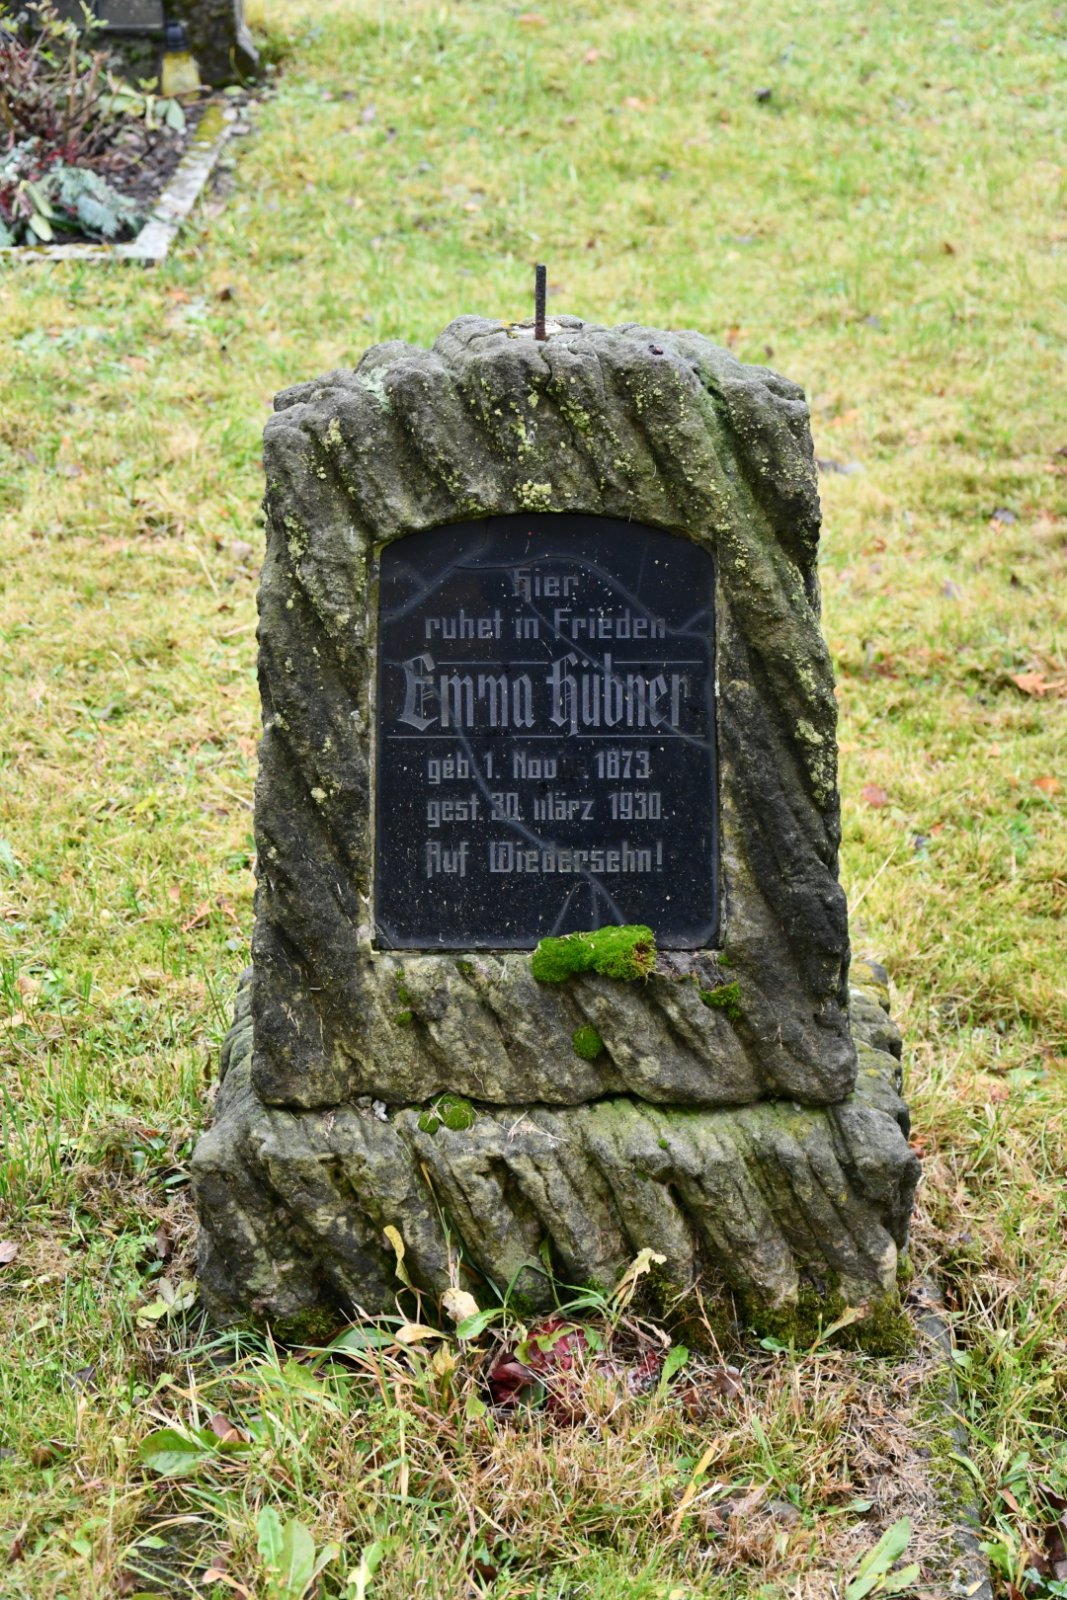 Hier
ruhet in Frieden
Emma Hübner
geb. 1. Nov. 1873
gest. 30. März 1930.
Auf Wiedersehn!